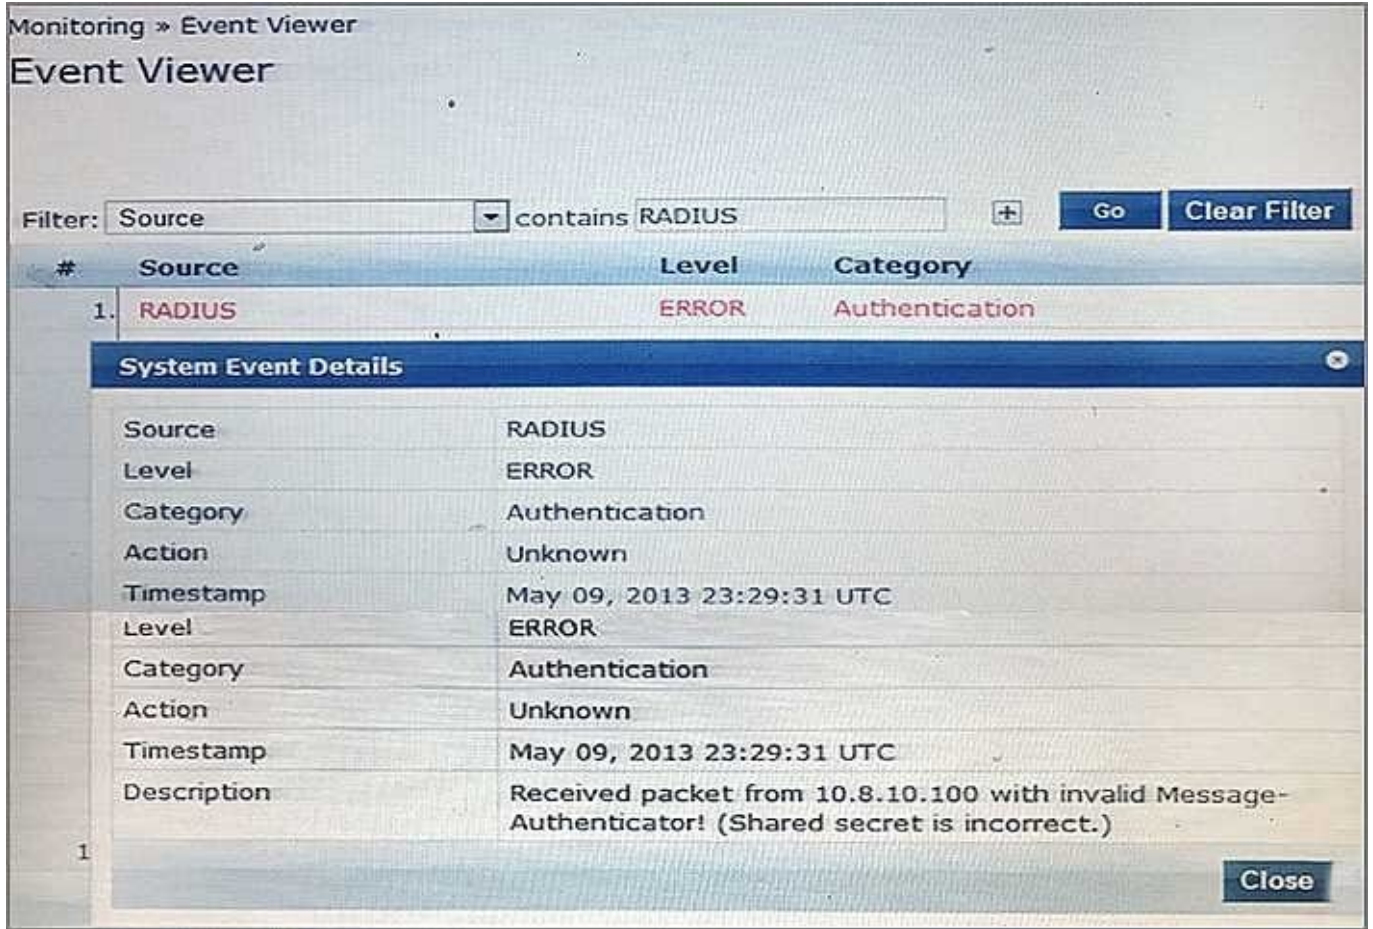 Monitoring » Event Viewer
Event Viewer
Filter: Source contains RADIUS + Go Clear Filter
# Source Level Category
1. RADIUS ERROR Authentication
System Event Details
Source RADIUS
Level ERROR
Category Authentication
Action Unknown
Timestamp May 09, 2013 23:29:31 UTC
Level ERROR
Category Authentication
Action Unknown
Timestamp May 09, 2013 23:29:31 UTC
Description Received packet from 10.8.10.100 with invalid Message-
Authenticator! (Shared secret is incorrect.)
1
Close